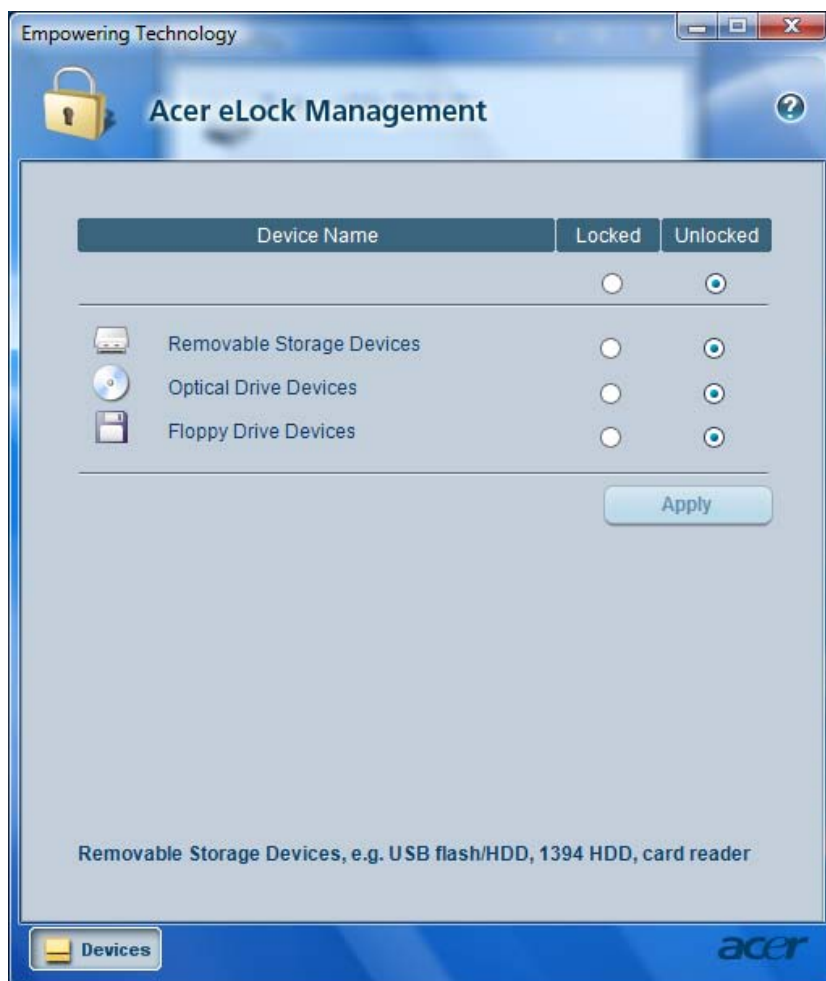 Empowering Technology
Acer eLock Management
Device Name Locked Unlocked
Removable Storage Devices
Optical Drive Devices
Floppy Drive Devices
Apply
Removable Storage Devices, e.g. USB flash/HDD, 1394 HDD, card reader
Devices
acer